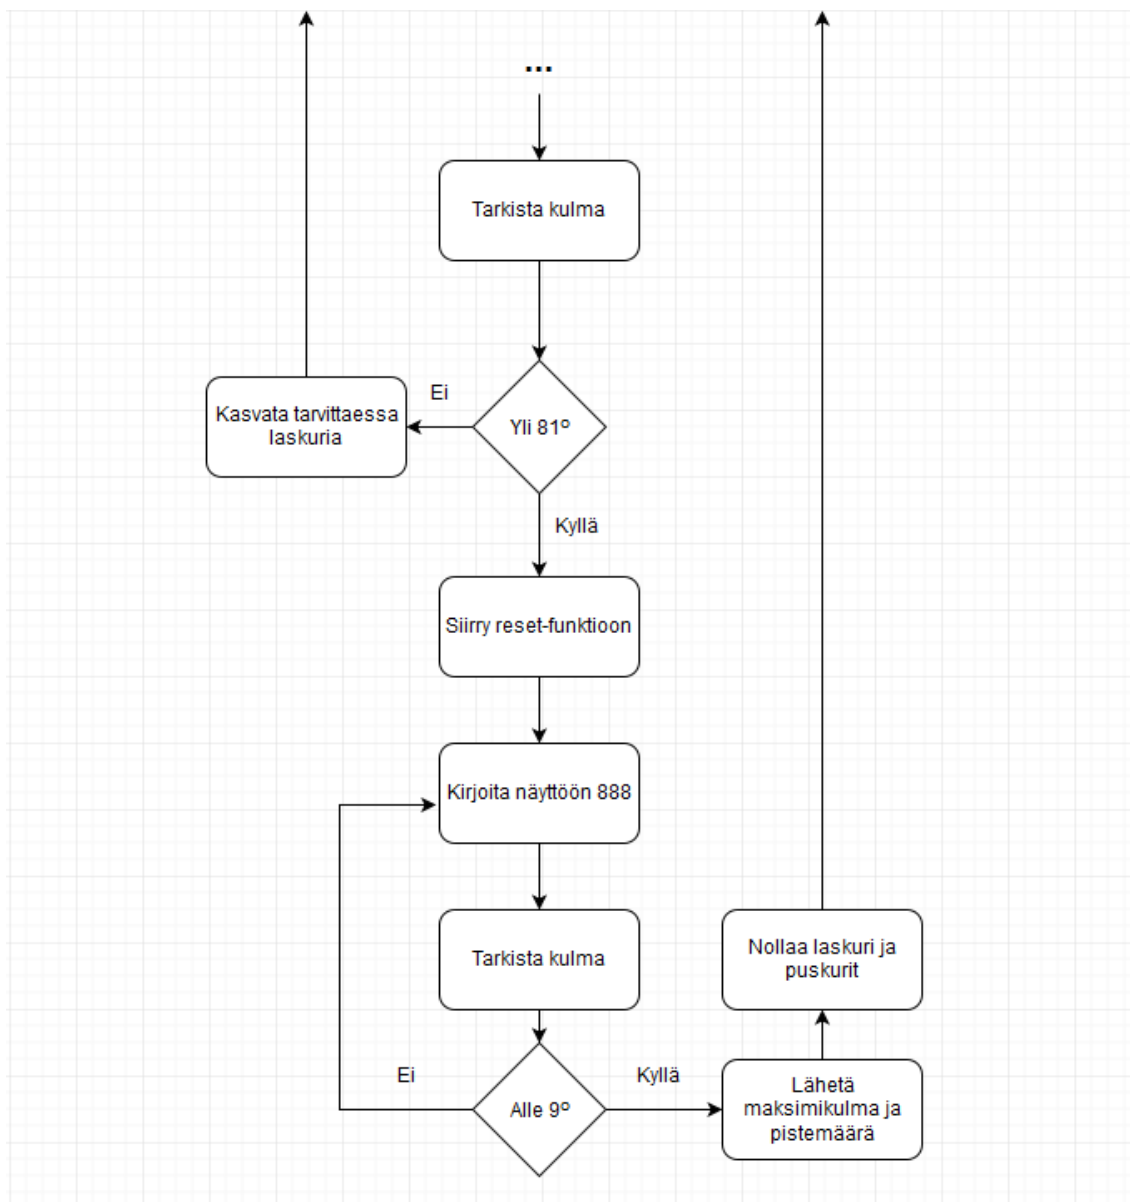 ...
Tarkista kulma
Ei
Kasvata tarvittaessa
laskuria
Yli 81º
Kyllä
Siirry reset-funktioon
Kirjoita näyttöön 888
Tarkista kulma
Nollaa laskuri ja
puskurit
Ei
Kyllä
Alle 9º
Lähetä
maksimikulma ja
pistemäärä